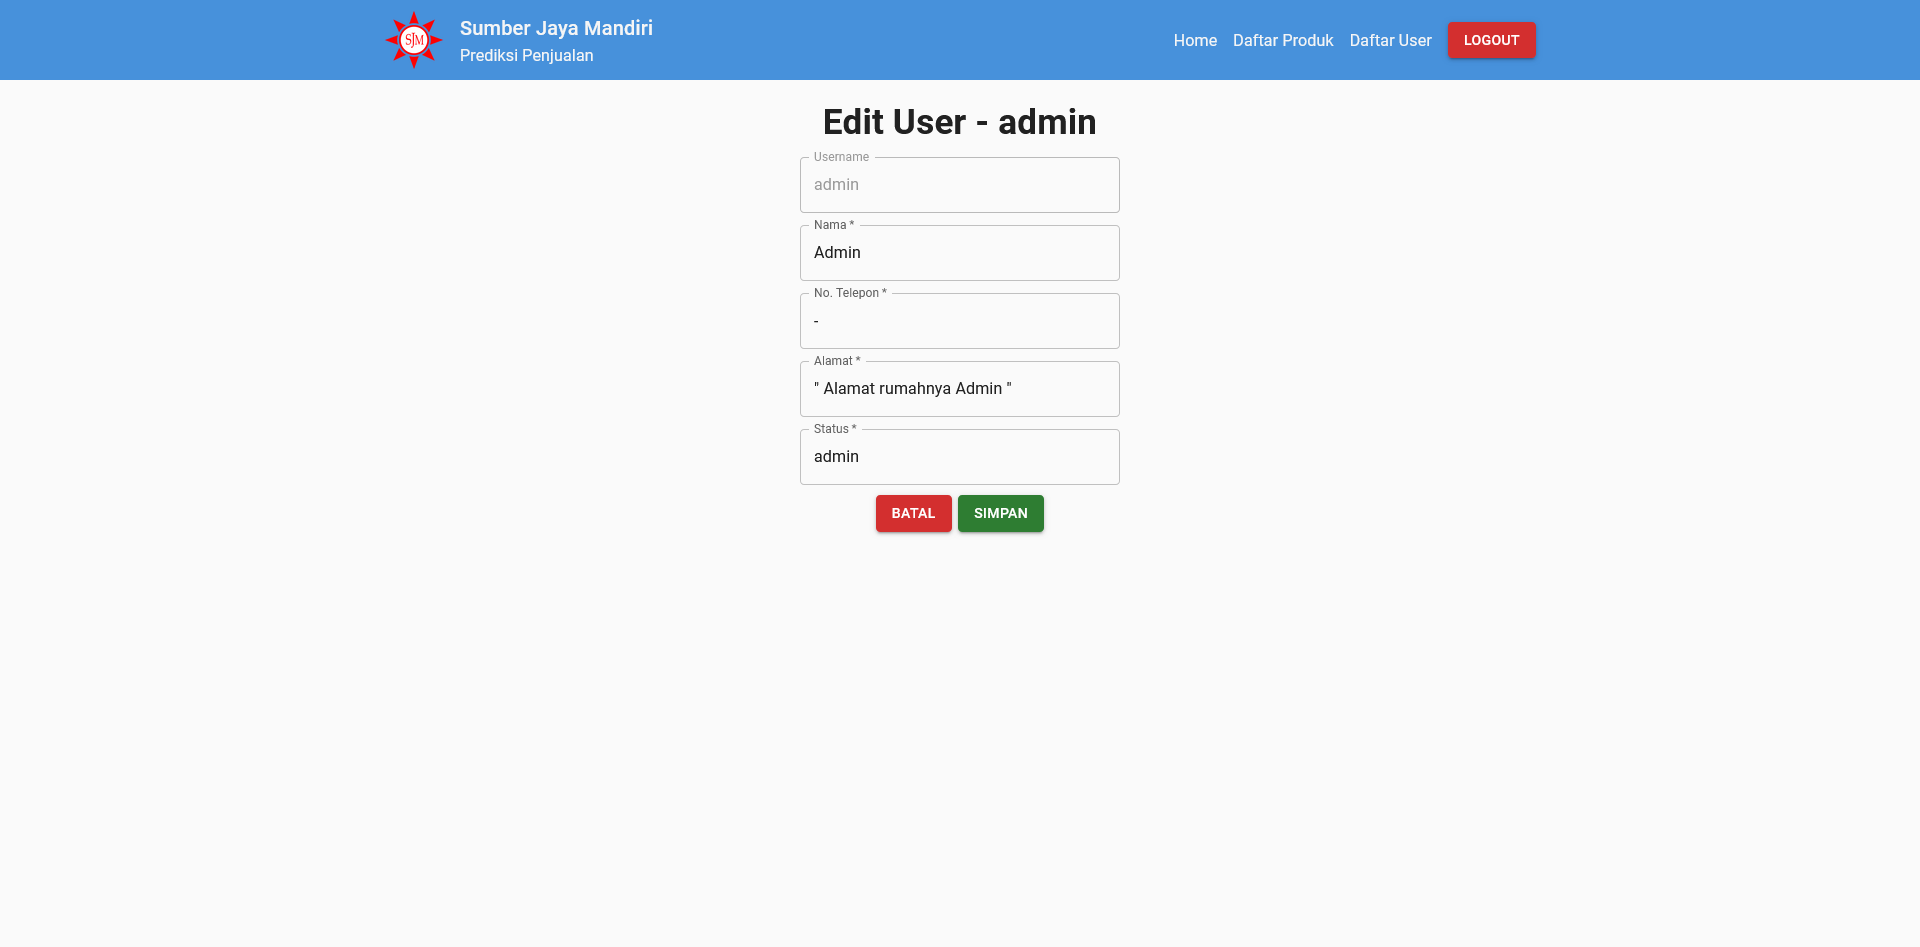 SJM
Sumber Jaya Mandiri
Prediksi Penjualan
Home Daftar Produk Daftar User LOGOUT
Edit User - admin
Username
admin
Nama *
Admin
No. Telepon *
-
Alamat *
" Alamat rumahnya Admin "
Status *
admin
BATAL SIMPAN